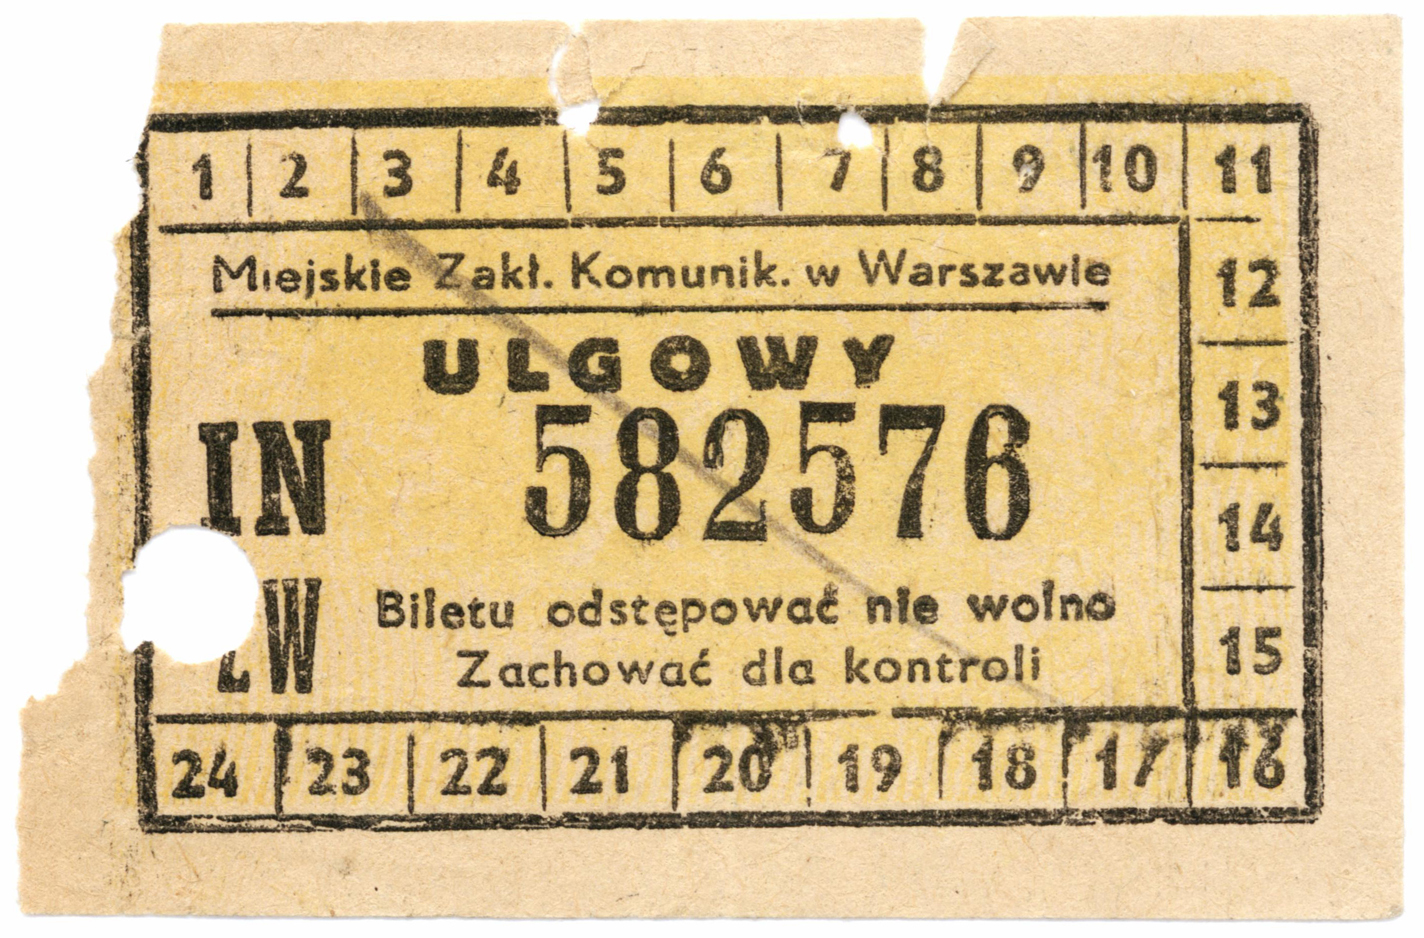 1 2 3 4 5 6 7 8 9 10 11
Miejskie Zakł. Komunik. w Warszawie
12
ULGOWY
13
IN 582576
14
Biletu odstępować nie wolno
ZW
Zachować dla kontroli
15
24 23 22 21 20 19 18 17 16